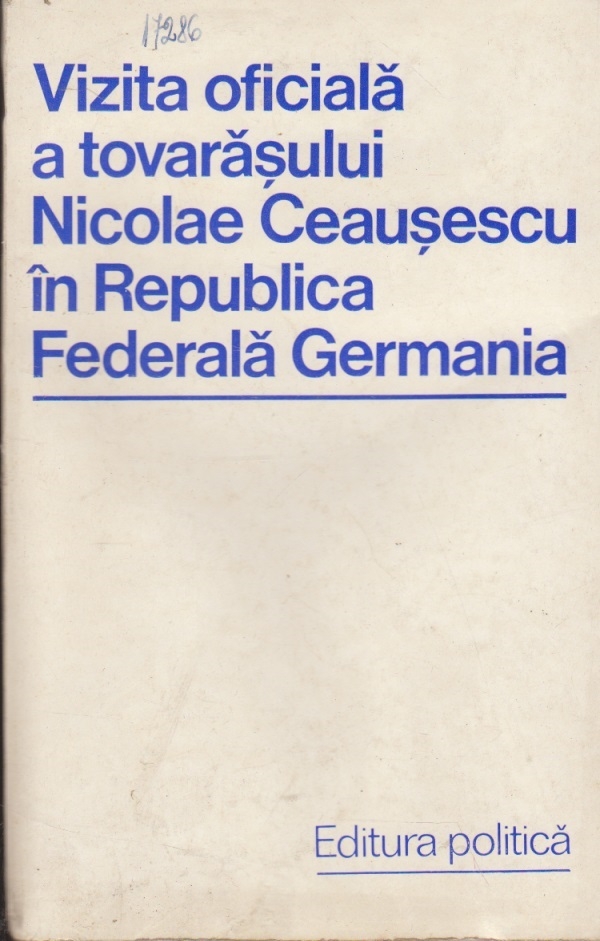 17286
Vizita oficială
a tovarășului
Nicolae Ceaușescu
în Republica
Federală Germania
Editura politică